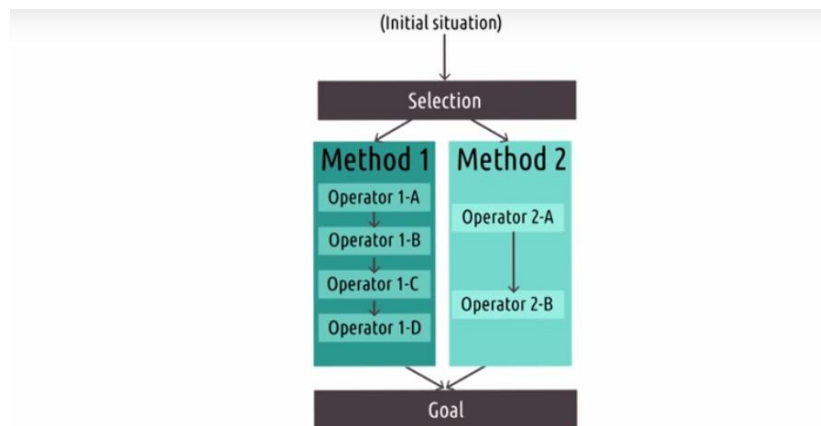 (Initial situation)
Selection
Method 1
Operator 1-A
Operator 1-B
Operator 1-C
Operator 1-D
Method 2
Operator 2-A
Operator 2-B
Goal